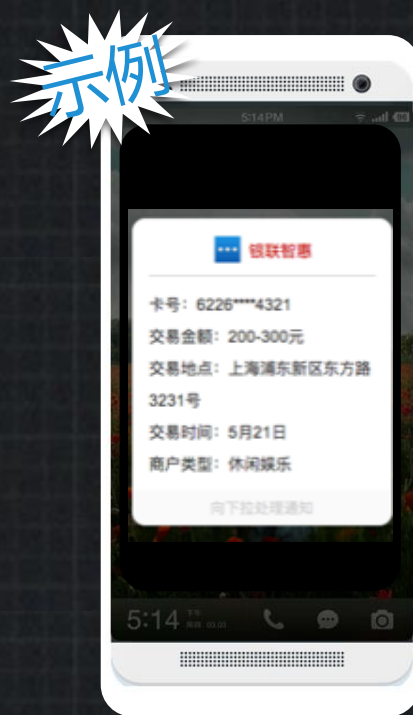 示例
5:14PM
银联智惠
卡号：6226****4321
交易金额：200-300元
交易地点：上海浦东新区东方路
3231号
交易时间：5月21日
商户类型：休闲娱乐
向下拉处理通知
5:14 下午